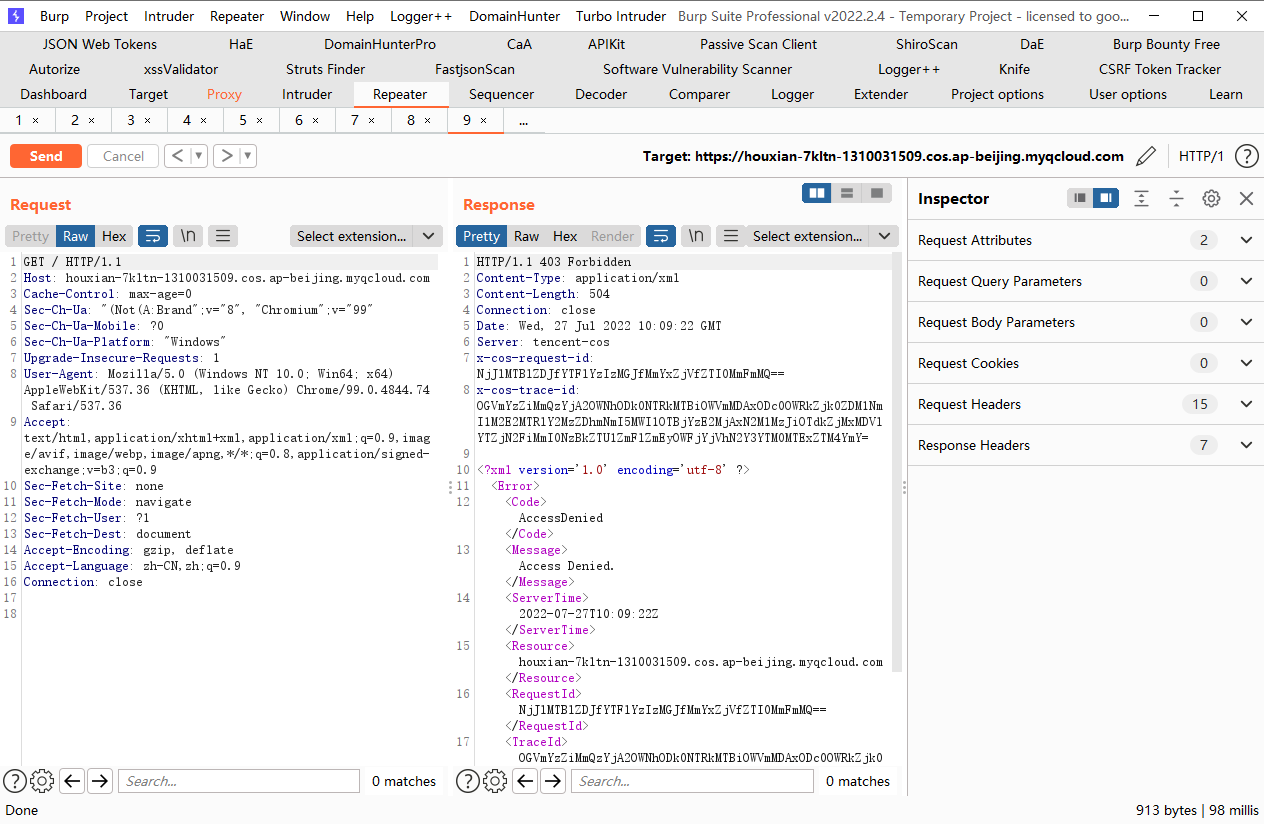 Burp Project Intruder Repeater Window Help Logger++ DomainHunter Turbo Intruder Burp Suite Professional v2022.2.4 - Temporary Project - licensed to goo...
JSON Web Tokens HaE DomainHunterPro CaA APIKit Passive Scan Client ShiroScan DaE Burp Bounty Free
Autorize xssValidator Struts Finder FastjsonScan Software Vulnerability Scanner Logger++ Knife CSRF Token Tracker
Dashboard Target Proxy Intruder Repeater Sequencer Decoder Comparer Logger Extender Project options User options Learn
1 × 2 × 3 × 4 × 5 × 6 × 7 × 8 × 9 × ...
Send Cancel < ▼ > ▼ Target: https://houxian-7kltn-1310031509.cos.ap-beijing.myqcloud.com HTTP/1 ?
Request
Pretty Raw Hex \n Select extension...
1 GET / HTTP/1.1
2 Host: houxian-7kltn-1310031509.cos.ap-beijing.myqcloud.com
3 Cache-Control: max-age=0
4 Sec-Ch-Ua: "(Not(A:Brand";v="8", "Chromium";v="99"
5 Sec-Ch-Ua-Mobile: ?0
6 Sec-Ch-Ua-Platform: "Windows"
7 Upgrade-Insecure-Requests: 1
8 User-Agent: Mozilla/5.0 (Windows NT 10.0; Win64; x64)
AppleWebKit/537.36 (KHTML, like Gecko) Chrome/99.0.4844.74
Safari/537.36
9 Accept:
text/html,application/xhtml+xml,application/xml;q=0.9,imag
e/avif,image/webp,image/apng,*/*;q=0.8,application/signed-
exchange;v=b3;q=0.9
10 Sec-Fetch-Site: none
11 Sec-Fetch-Mode: navigate
12 Sec-Fetch-User: ?1
13 Sec-Fetch-Dest: document
14 Accept-Encoding: gzip, deflate
15 Accept-Language: zh-CN,zh;q=0.9
16 Connection: close
17
18
? Search... 0 matches
Response
Pretty Raw Hex Render \n Select extension...
1 HTTP/1.1 403 Forbidden
2 Content-Type: application/xml
3 Content-Length: 504
4 Connection: close
5 Date: Wed, 27 Jul 2022 10:09:22 GMT
6 Server: tencent-cos
7 x-cos-request-id:
NjJlMTB1ZDJfYTFlYzIzMGJfMmYxZjVfZTI0MmFmMQ==
8 x-cos-trace-id:
OGVmYzZiMmQzYjA2OWNhODk0NTRkMTBiOWVmMDAxODc0OWRkZjk0ZDM1Nm
I1M2E2MTRlY2MzZDhmNmI5MWI1OTBjYzE2MjAxN2M1MzJiOTdkZjMxMDVl
YTZjN2FiMmI0NzBkZTU1ZmFlZmEyOWFjYjVhN2Y3YTM0MTExZTM4YmY=
9
10 <?xml version='1.0' encoding='utf-8' ?>
11 <Error>
12 <Code>
AccessDenied
</Code>
13 <Message>
Access Denied.
</Message>
14 <ServerTime>
2022-07-27T10:09:22Z
</ServerTime>
15 <Resource>
houxian-7kltn-1310031509.cos.ap-beijing.myqcloud.com
</Resource>
16 <RequestId>
NjJlMTB1ZDJfYTFlYzIzMGJfMmYxZjVfZTI0MmFmMQ==
</RequestId>
17 <TraceId>
OGVmYzZiMmQzYjA2OWNhODk0NTRkMTBiOWVmMDAxODc0OWRkZjk0
? Search... 0 matches
Inspector
Request Attributes 2
Request Query Parameters 0
Request Body Parameters 0
Request Cookies 0
Request Headers 15
Response Headers 7
Done 913 bytes | 98 millis